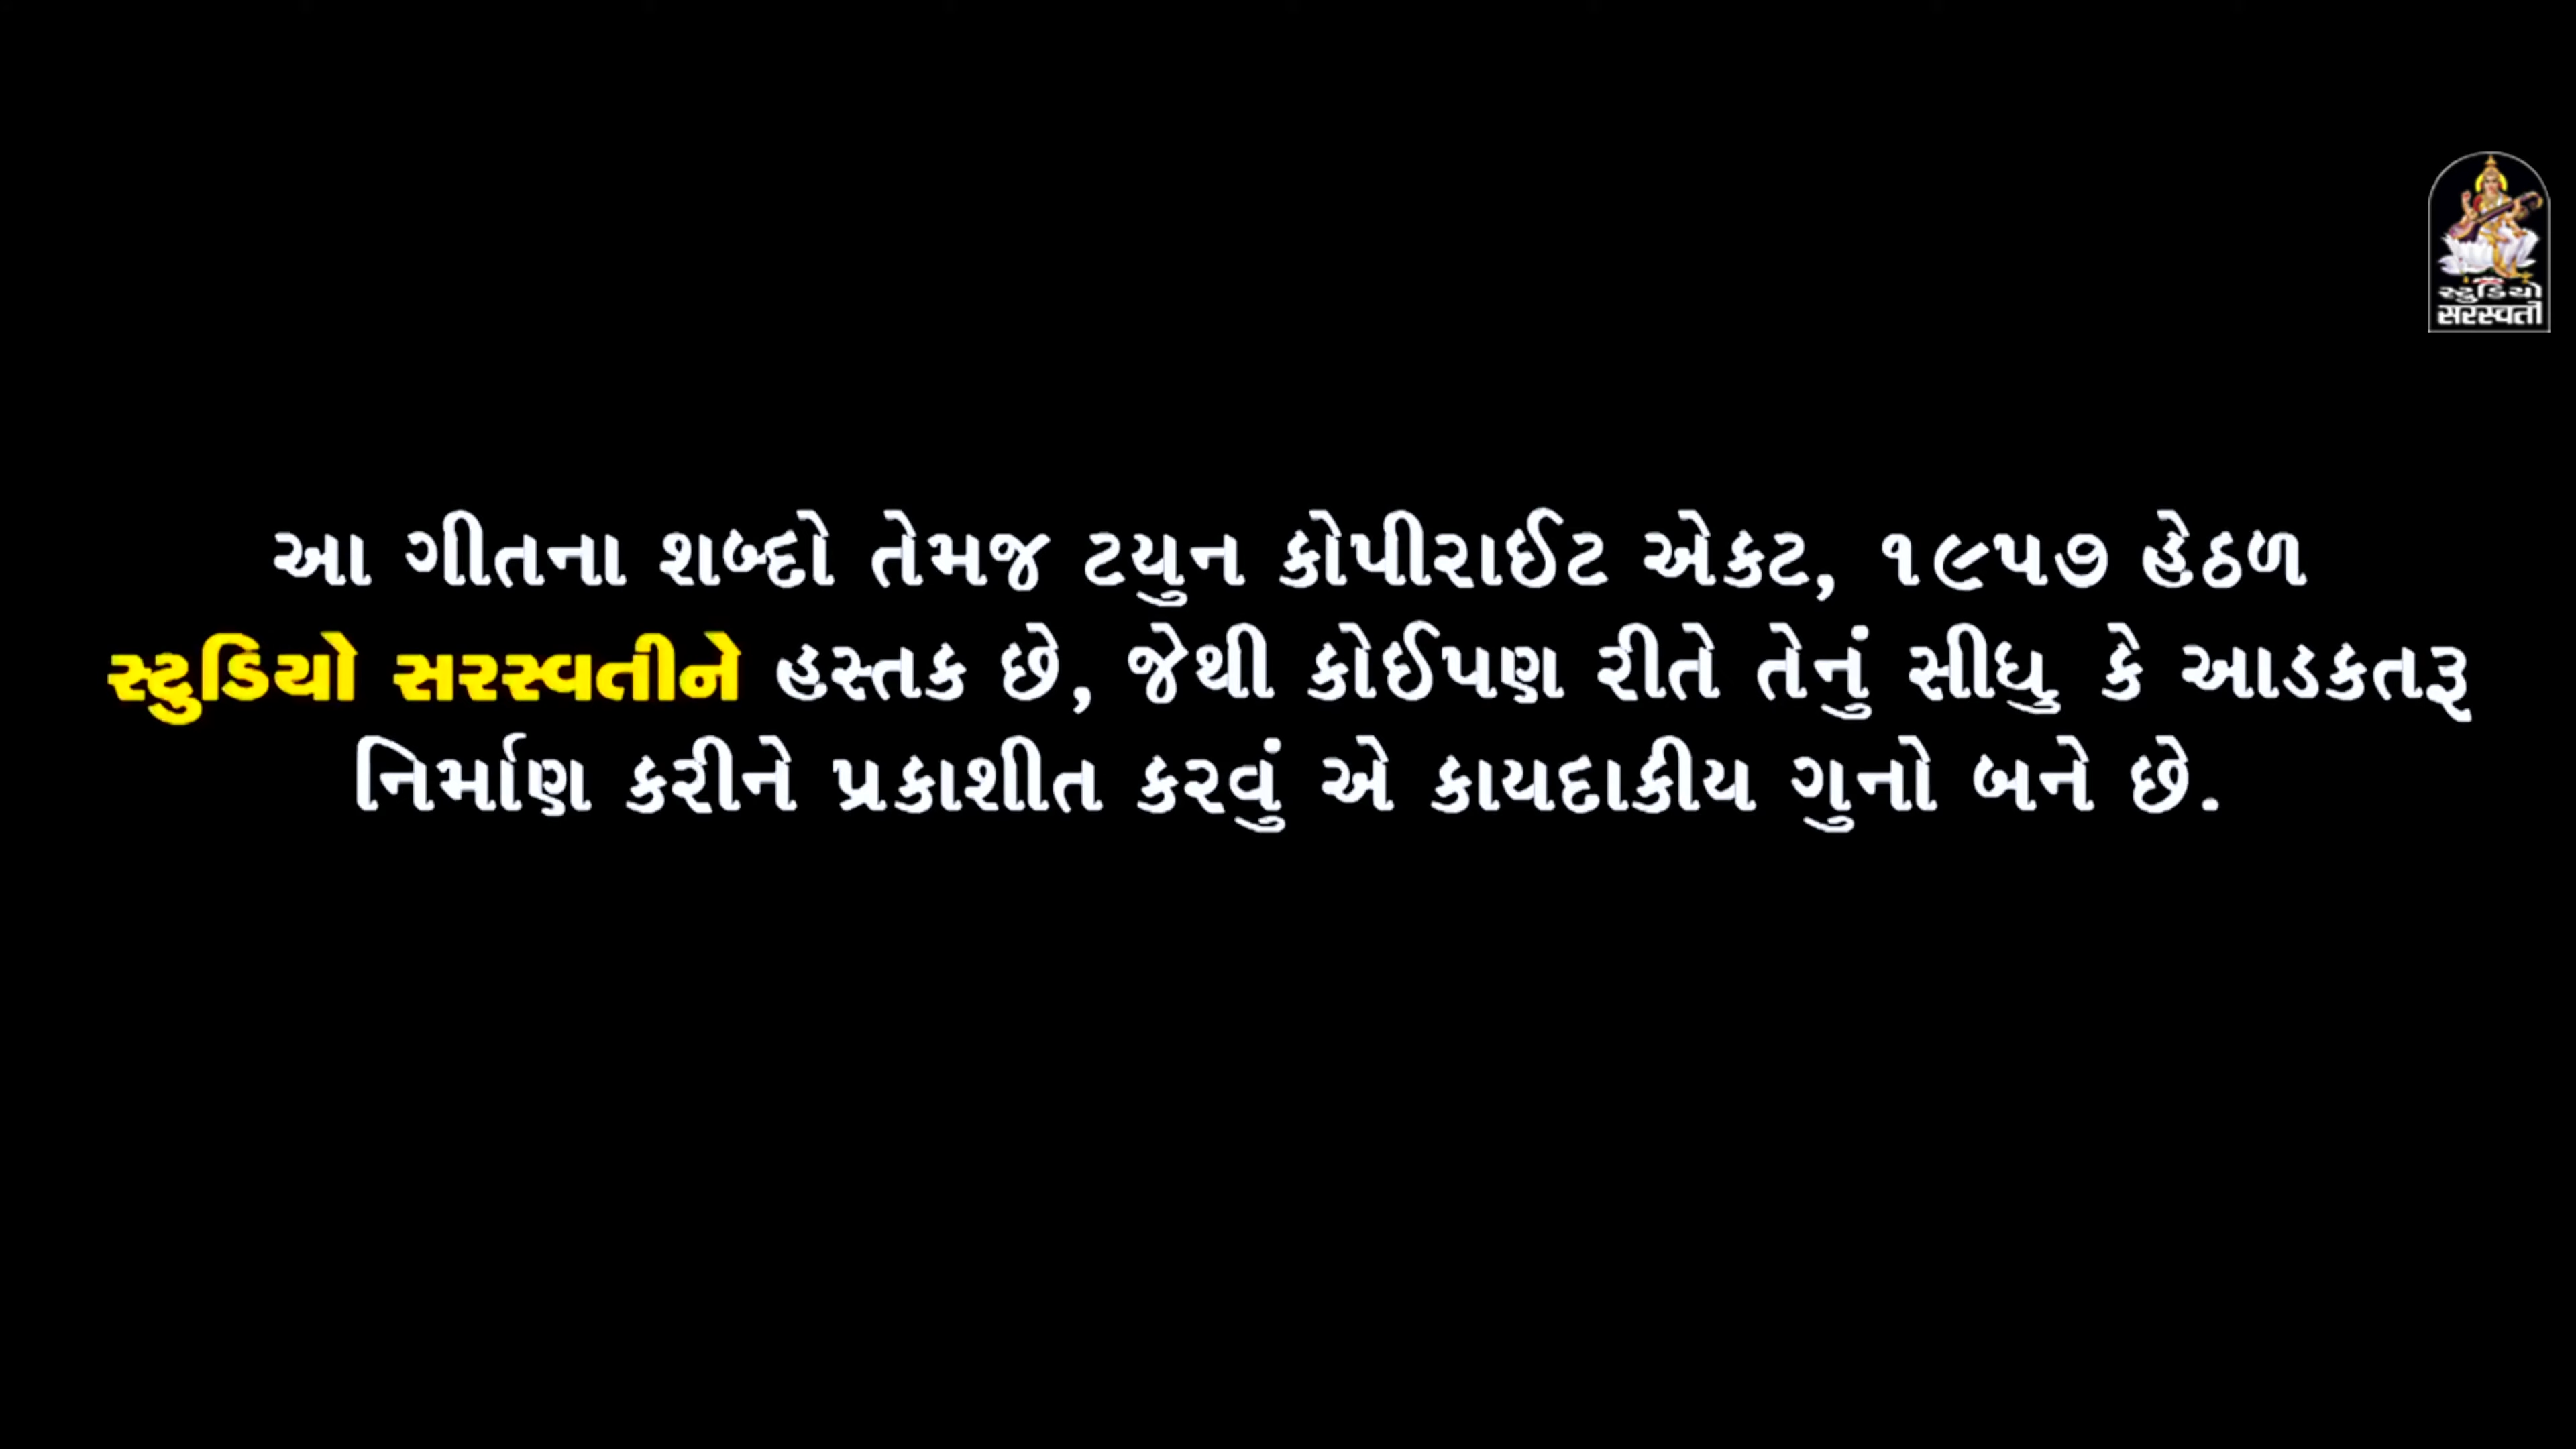 સ્ટુડિયો
સરસ્વતી
આ ગીતના શબ્દો તેમજ ટયુન કોપીરાઈટ એકટ, ૧૯૫૭ હેઠળ
સ્ટુડિયો સરસ્વતીને હસ્તક છે, જેથી કોઈપણ રીતે તેનું સીધુ કે આડકતરૂ
નિર્માણ કરીને પ્રકાશીત કરવું એ કાયદાકીય ગુનો બને છે.